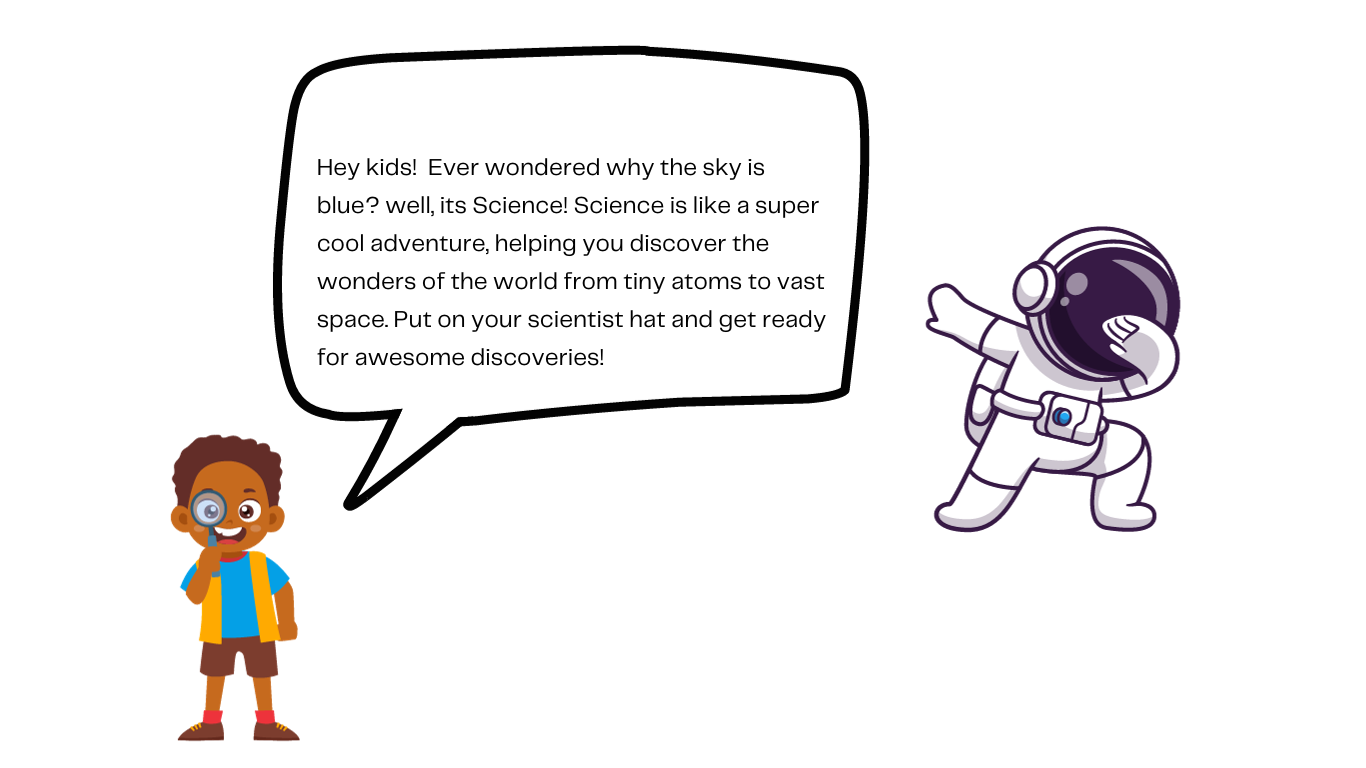 Hey kids!  Ever wondered why the sky is
blue? well, its Science! Science is like a super
cool adventure, helping you discover the
wonders of the world from tiny atoms to vast
space. Put on your scientist hat and get ready
for awesome discoveries!